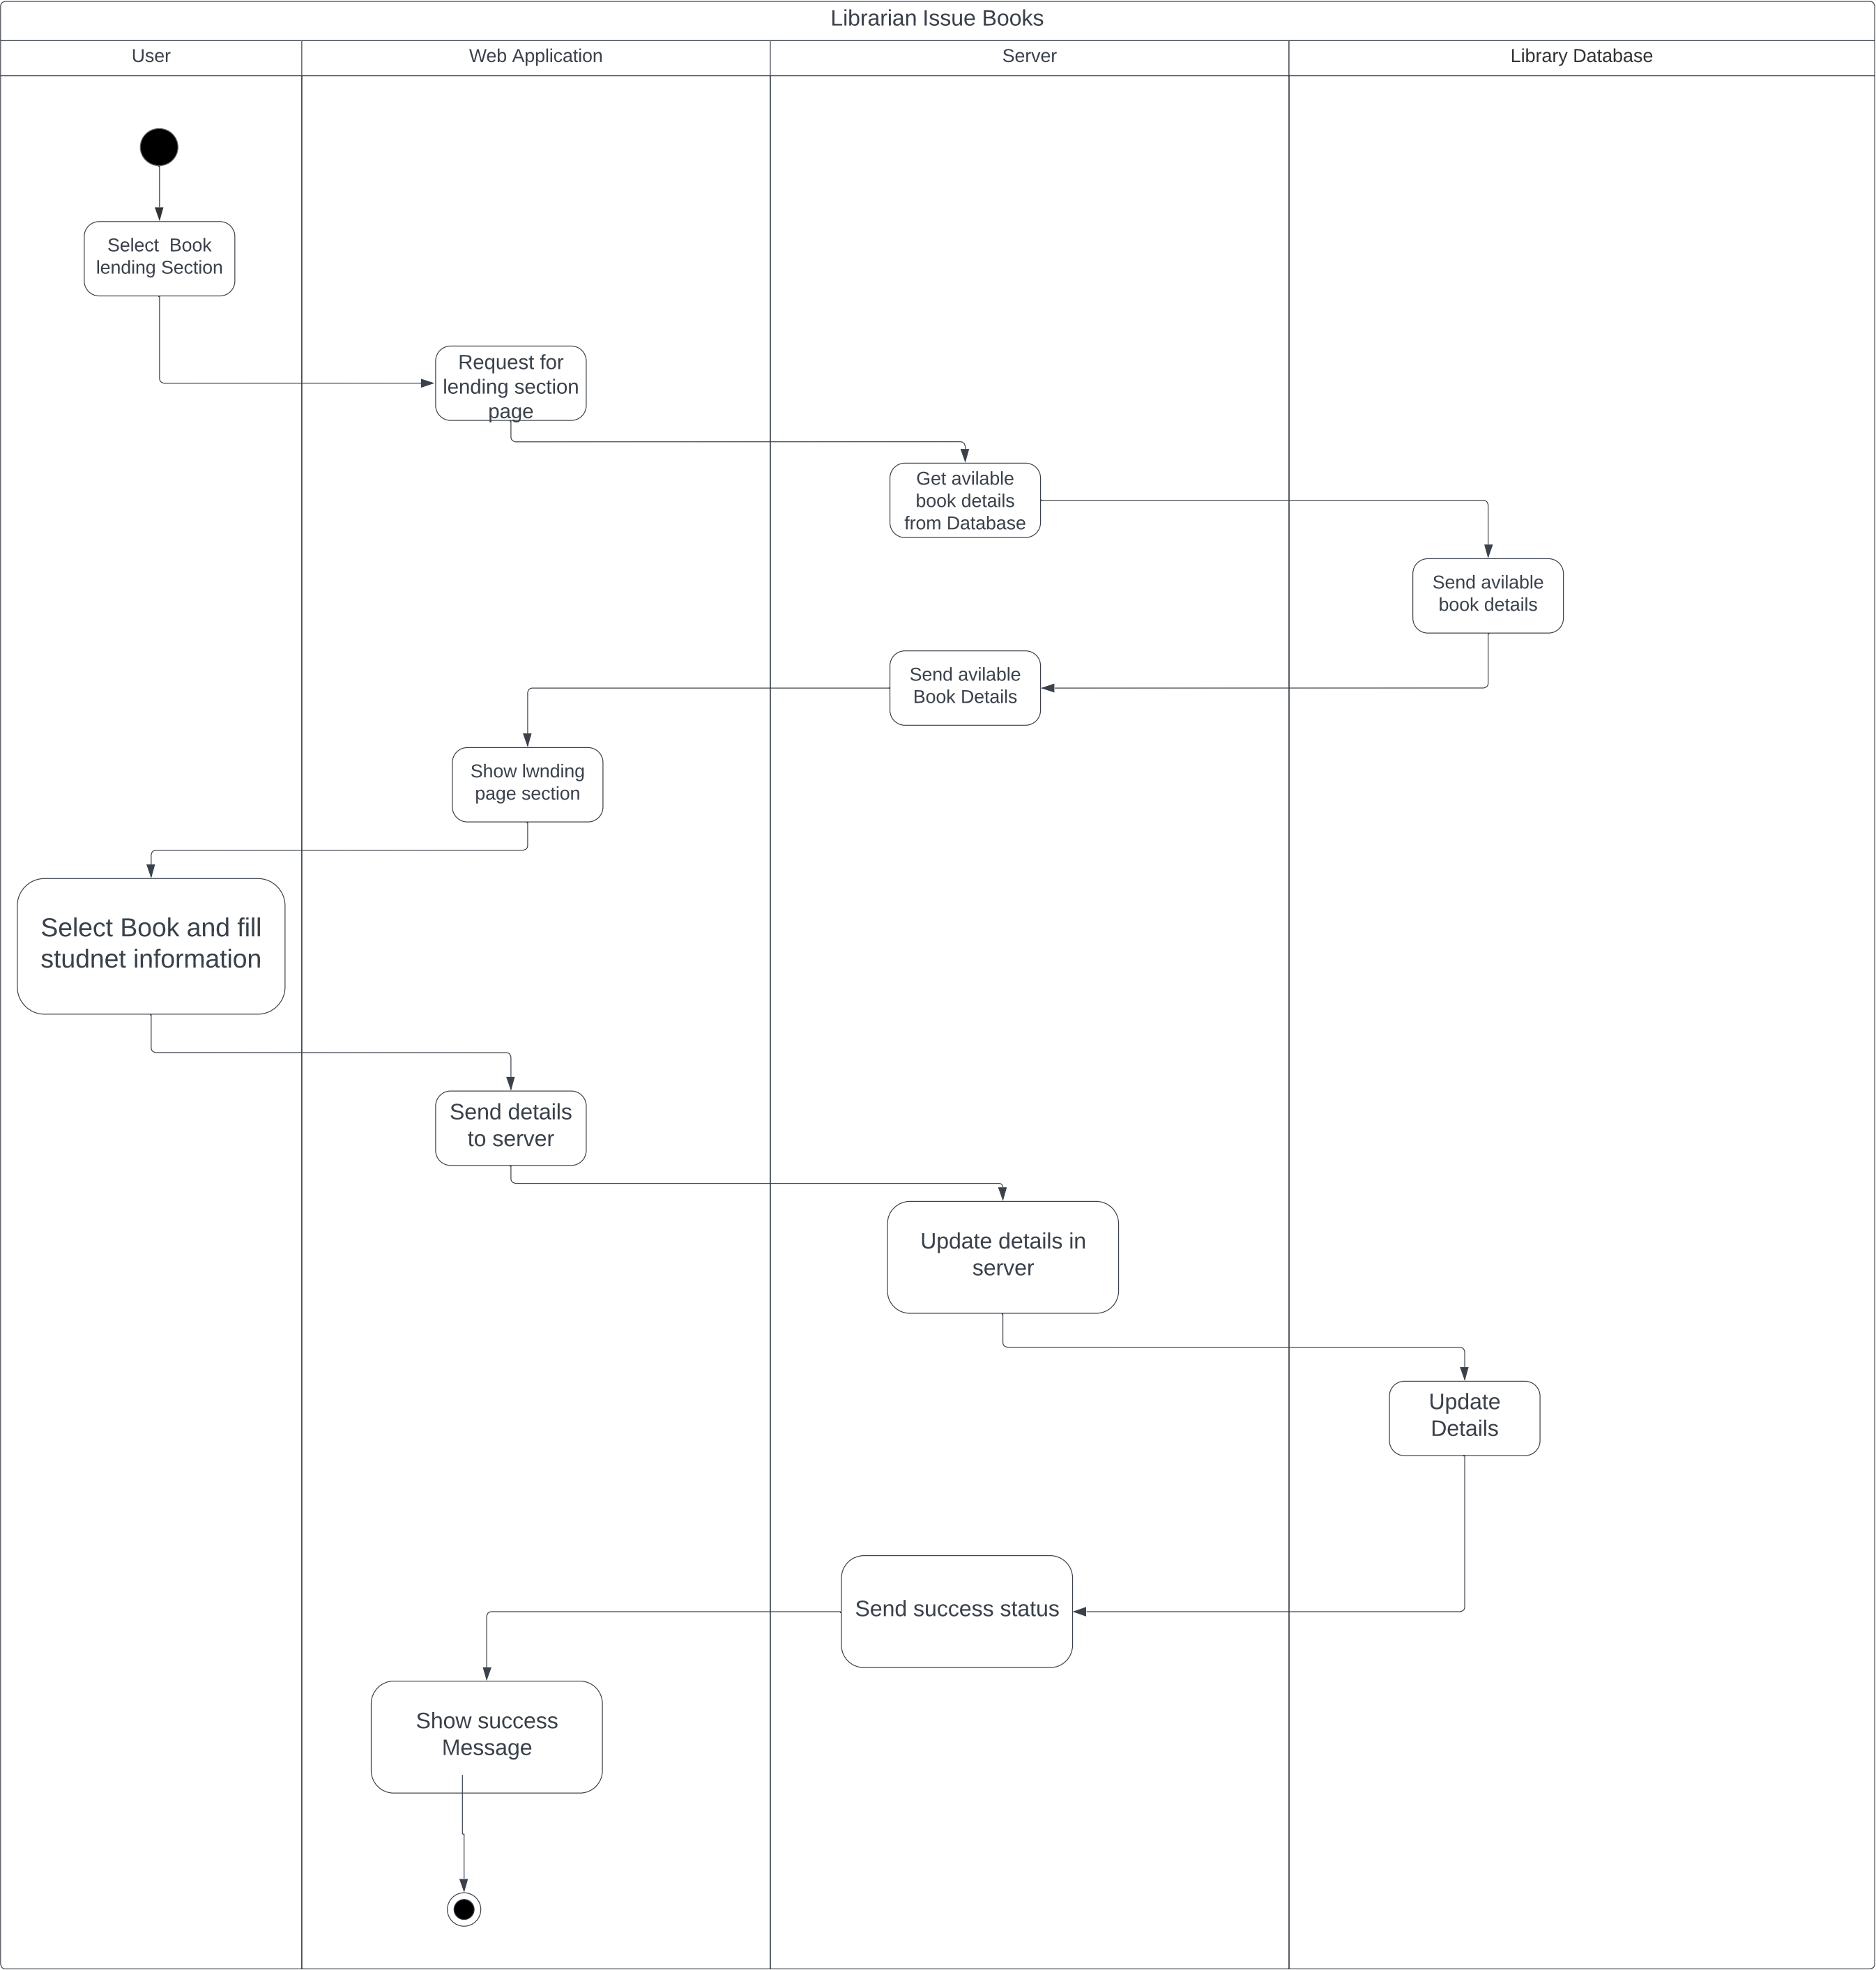 Librarian Issue Books
User
Web Application
Server
Library Database
Select  Book
lending Section
Request for
lending section
page
Get avilable
book details
from Database
Send avilable
book details
Send avilable
Book Details
Show lwnding
page section
Select Book and fill
studnet information
Send details
to server
Update details in
server
Update
Details
Send success status
Show success
Message